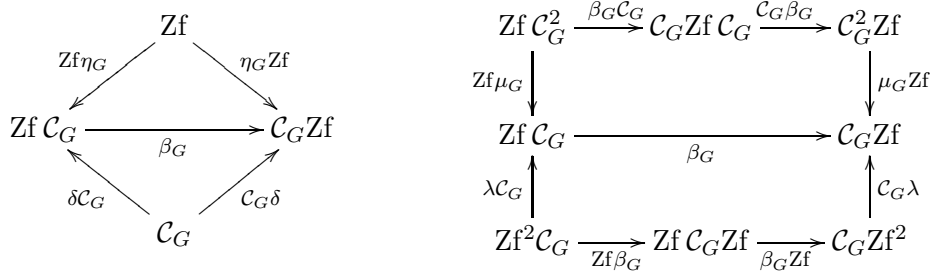 Zf
Zf η_G
η_G Zf
Zf 𝒞_G
β_G
𝒞_G Zf
δ𝒞_G
𝒞_G δ
𝒞_G
Zf 𝒞_G^2
β_G 𝒞_G
𝒞_G Zf 𝒞_G
𝒞_G β_G
𝒞_G^2 Zf
Zf μ_G
μ_G Zf
Zf 𝒞_G
β_G
𝒞_G Zf
λ𝒞_G
𝒞_G λ
Zf^2 𝒞_G
Zf β_G
Zf 𝒞_G Zf
β_G Zf
𝒞_G Zf^2